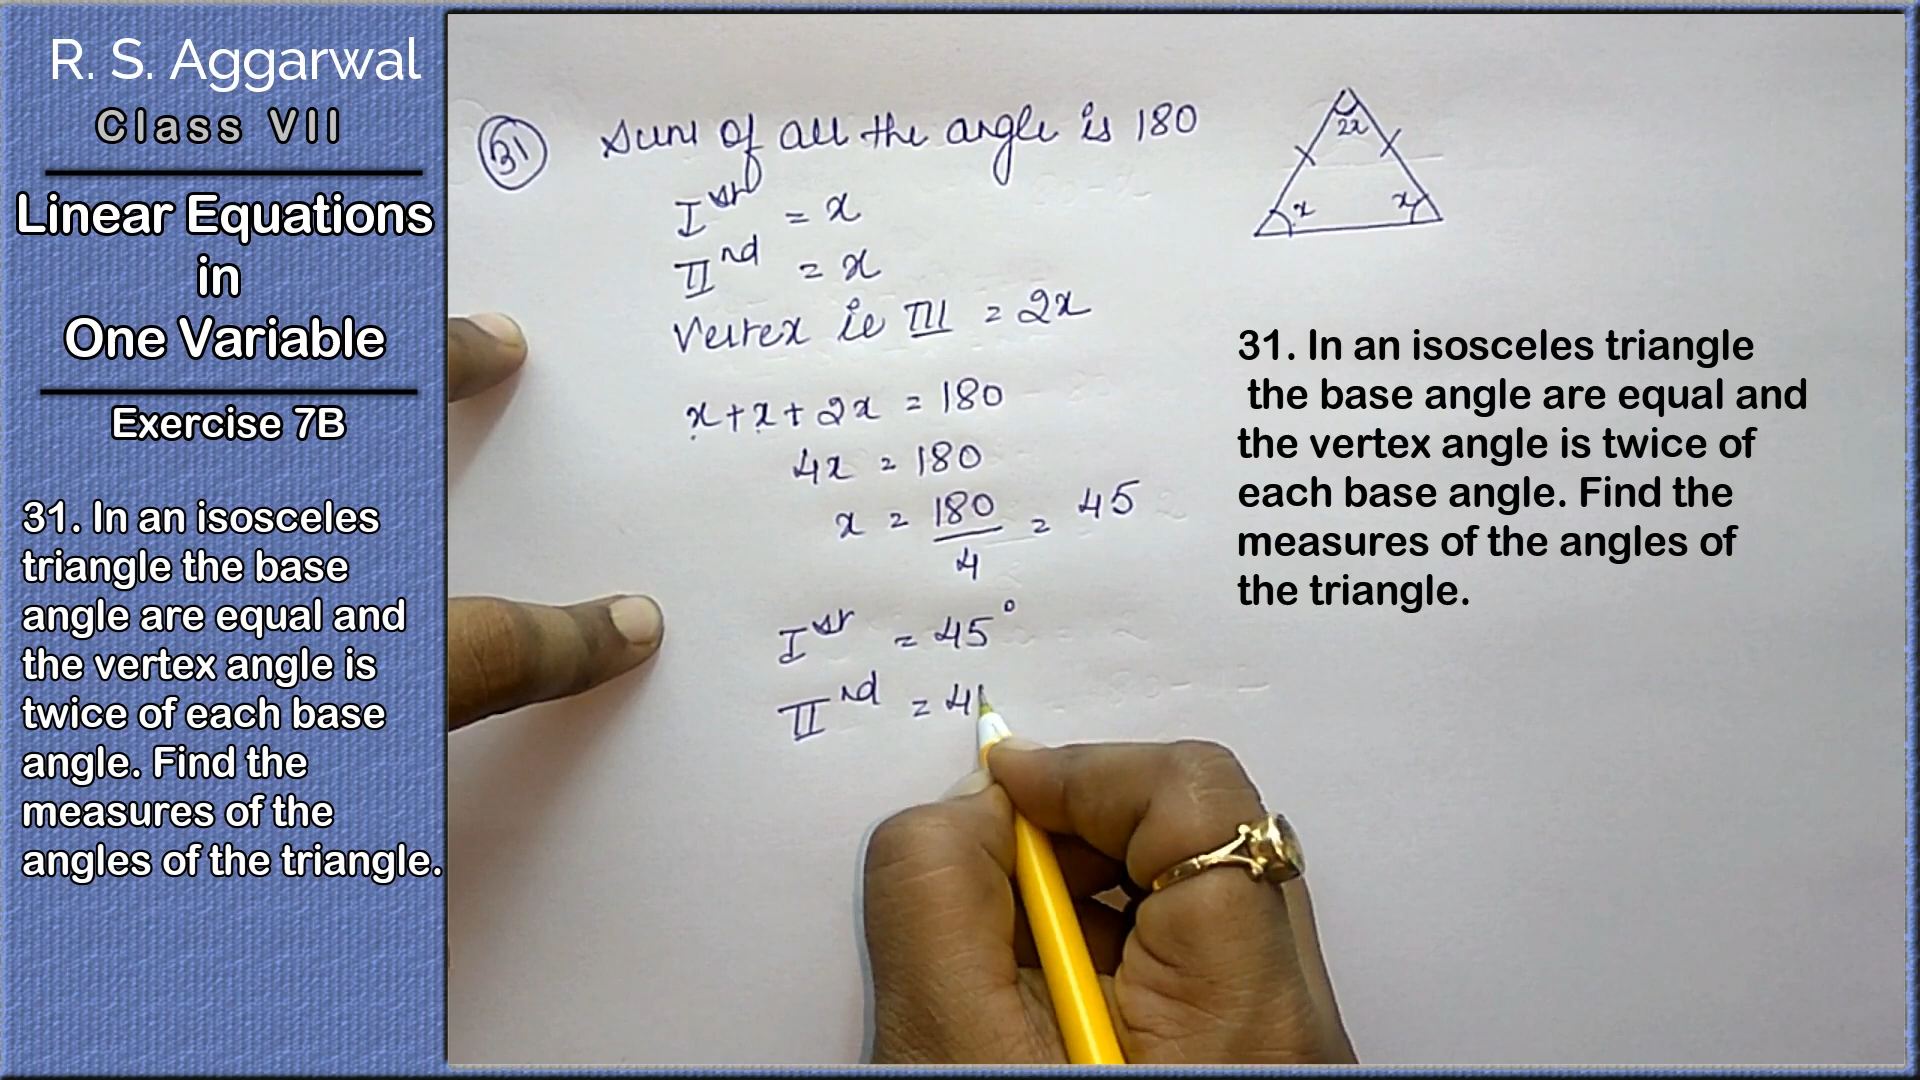 R. S. Aggarwal
Class VII
Linear Equations
in
One Variable
Exercise 7B
31. In an isosceles
triangle the base
angle are equal and
the vertex angle is
twice of each base
angle. Find the
measures of the
angles of the triangle.
31 Sum of all the angle is 180
Ist = x
IInd = x
Vertex is III = 2x
x + x + 2x = 180
4x = 180
x = 180/4 = 45
Ist = 45°
IInd = 4
2x
x x
31. In an isosceles triangle
the base angle are equal and
the vertex angle is twice of
each base angle. Find the
measures of the angles of
the triangle.